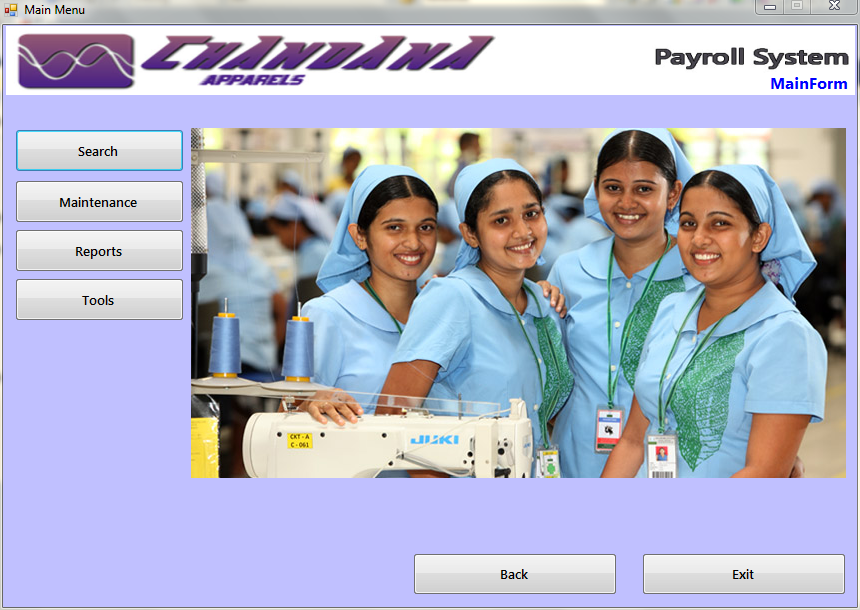 Main Menu
CHANDANA
APPARELS
Payroll System
MainForm
Search
Maintenance
Reports
Tools
CKT - A
C - 061
JUKI
Back
Exit